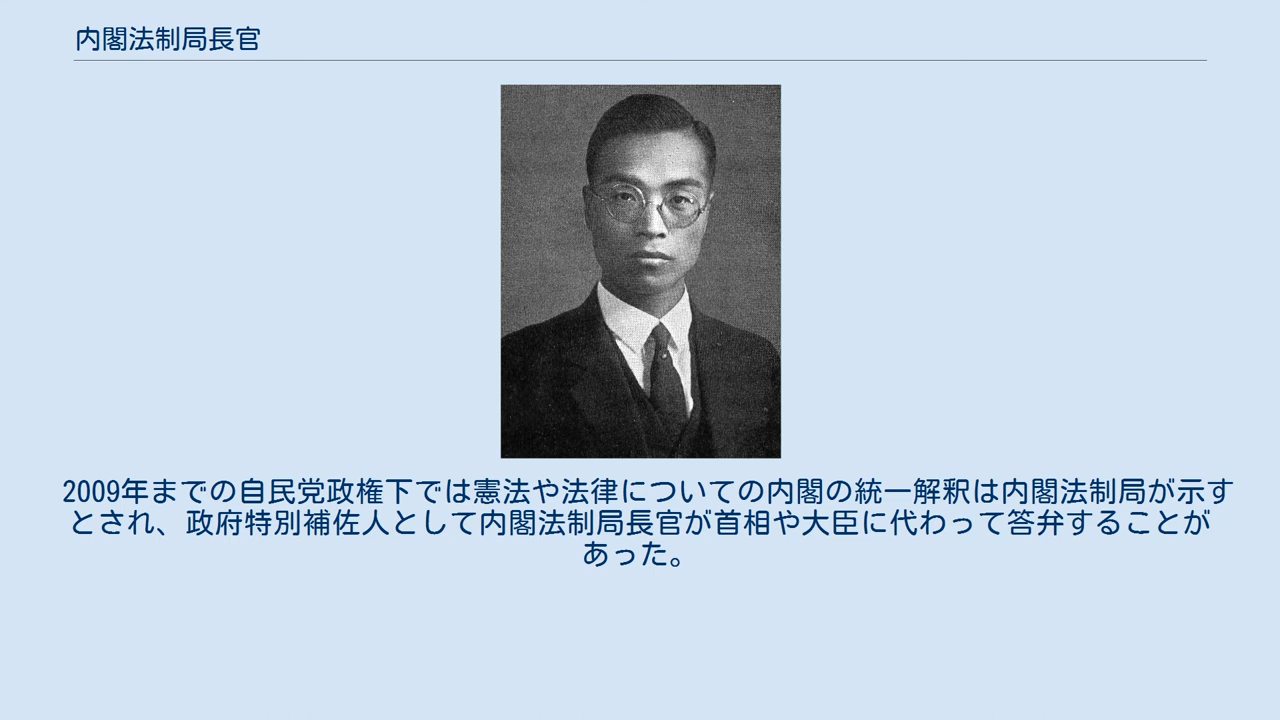 内閣法制局長官
2009年までの自民党政権下では憲法や法律についての内閣の統一解釈は内閣法制局が示す
とされ、政府特別補佐人として内閣法制局長官が首相や大臣に代わって答弁することが
あった。